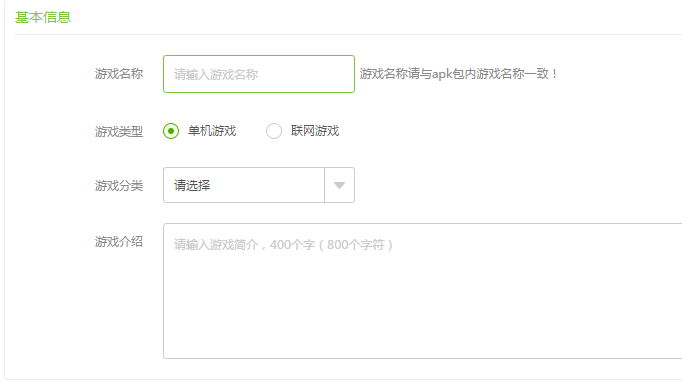 基本信息
游戏名称 请输入游戏名称 游戏名称请与apk包内游戏名称一致！
游戏类型 单机游戏 联网游戏
游戏分类 请选择
游戏介绍 请输入游戏简介，400个字（800个字符）